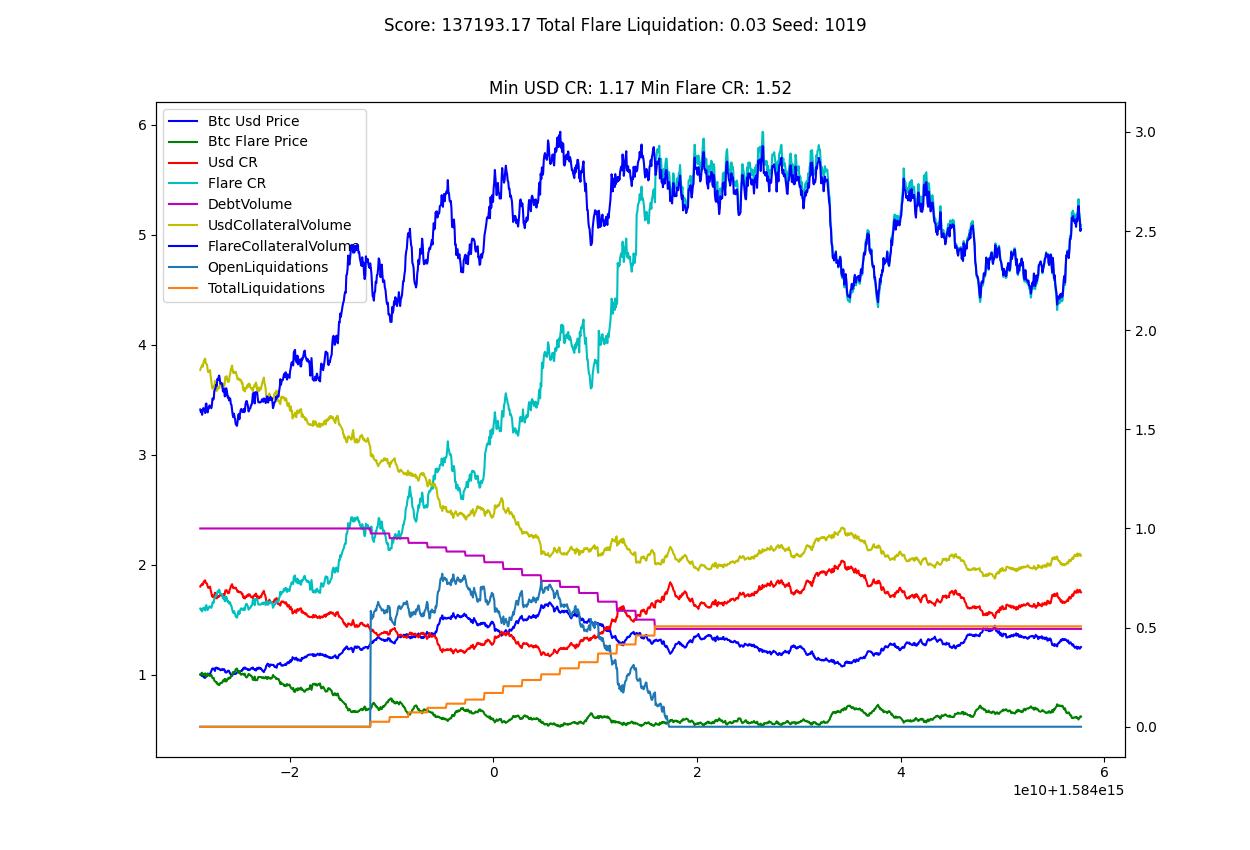 Score: 137193.17 Total Flare Liquidation: 0.03 Seed: 1019
Min USD CR: 1.17 Min Flare CR: 1.52
Btc Usd Price
Btc Flare Price
Usd CR
Flare CR
DebtVolume
UsdCollateralVolume
FlareCollateralVolume
OpenLiquidations
TotalLiquidations
6
5
4
3
2
1
3.0
2.5
2.0
1.5
1.0
0.5
0.0
−2
0
2
4
6
1e10+1.584e15